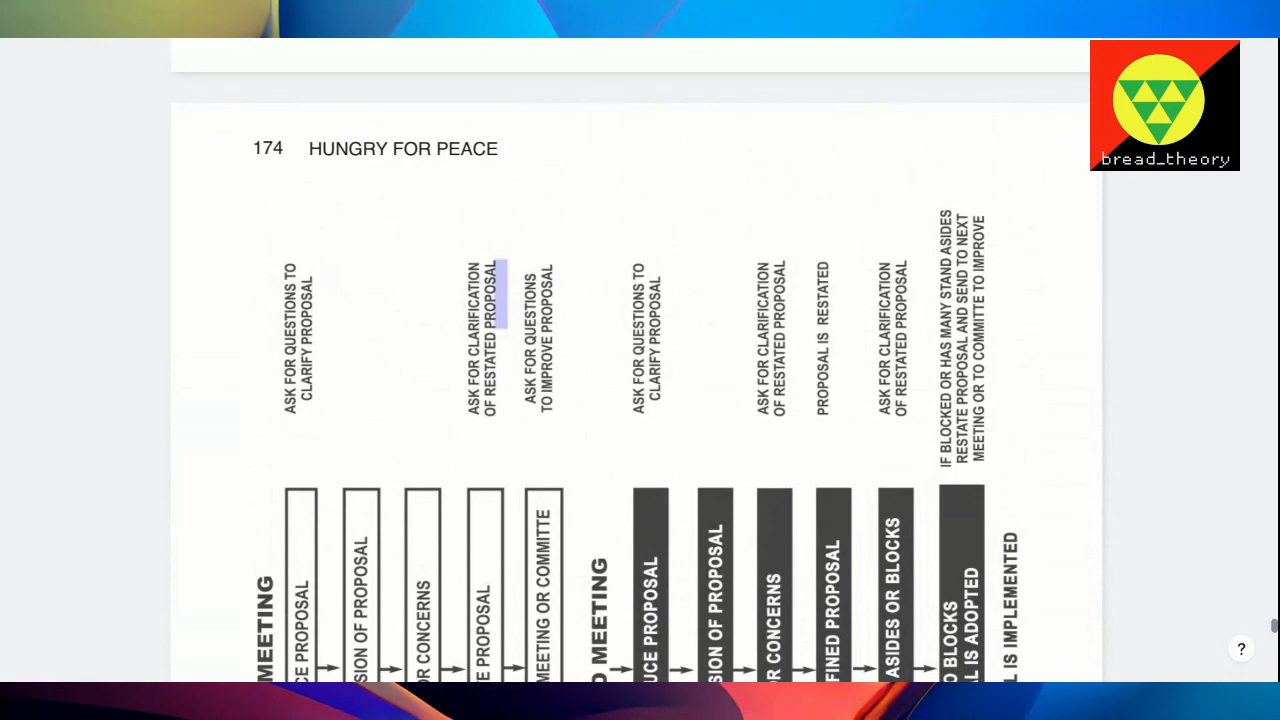 bread_theory
174 HUNGRY FOR PEACE
ASK FOR QUESTIONS TO
CLARIFY PROPOSAL
ASK FOR CLARIFICATION
OF RESTATED PROPOSAL
ASK FOR QUESTIONS
TO IMPROVE PROPOSAL
ASK FOR QUESTIONS TO
CLARIFY PROPOSAL
ASK FOR CLARIFICATION
OF RESTATED PROPOSAL
PROPOSAL IS RESTATED
ASK FOR CLARIFICATION
OF RESTATED PROPOSAL
IF BLOCKED OR HAS MANY STAND ASIDES
RESTATE PROPOSAL AND SEND TO NEXT
MEETING OR TO COMMITTE TO IMPROVE
MEETING
CE PROPOSAL
SION OF PROPOSAL
OR CONCERNS
E PROPOSAL
MEETING OR COMMITTE
D MEETING
UCE PROPOSAL
SION OF PROPOSAL
OR CONCERNS
FINED PROPOSAL
ASIDES OR BLOCKS
O BLOCKS
AL IS ADOPTED
L IS IMPLEMENTED
?